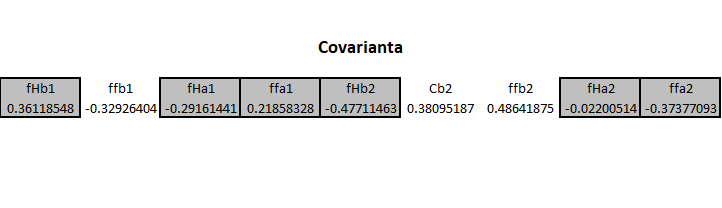 Covarianta
fHb1 ffb1 fHa1 ffa1 fHb2 Cb2 ffb2 fHa2 ffa2
0.36118548 -0.32926404 -0.29161441 0.21858328 -0.47711463 0.38095187 0.48641875 -0.02200514 -0.37377093